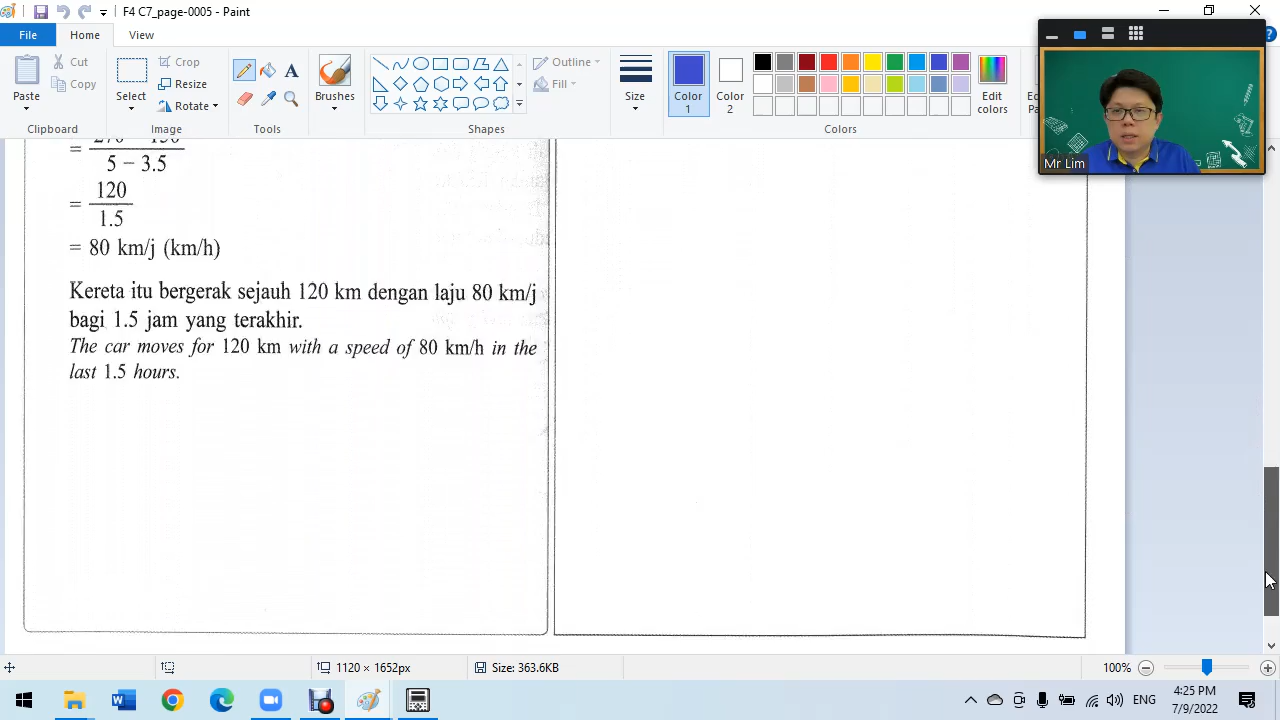 F4 C7_page-0005 - Paint
File
Home
View
Paste
Cut
Copy
Clipboard
Select
Crop
Resize
Rotate
Image
A
Tools
Brushes
Shapes
Outline
Fill
Size
Color
1
Color
2
Edit
colors
Colors
Mr Lim
=
5 − 3.5
= 120
1.5
= 80 km/j (km/h)
Kereta itu bergerak sejauh 120 km dengan laju 80 km/j
bagi 1.5 jam yang terakhir.
The car moves for 120 km with a speed of 80 km/h in the
last 1.5 hours.
1120 × 1652px
Size: 363.6KB
100%
ENG
4:25 PM
7/9/2022